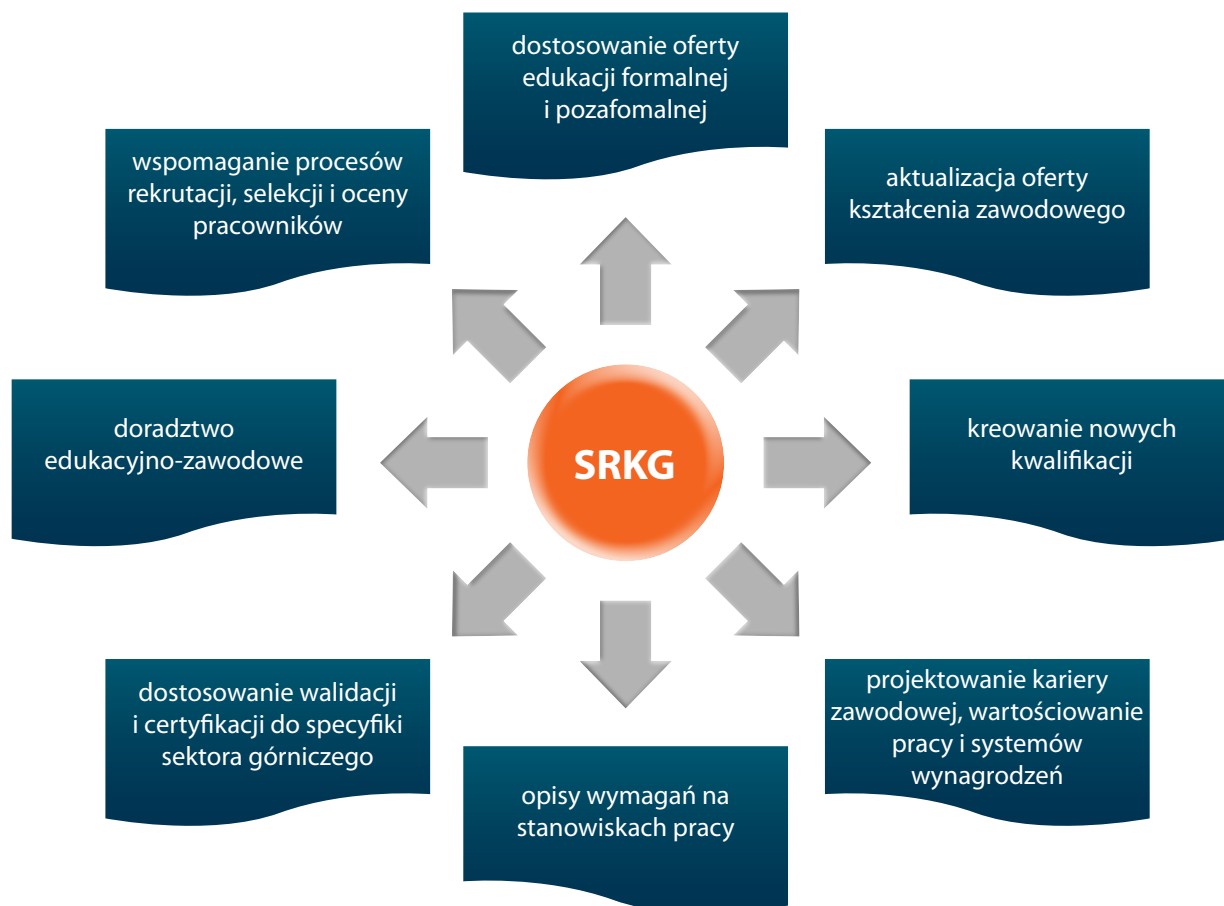 dostosowanie oferty
edukacji formalnej
i pozafomalnej
wspomaganie procesów
rekrutacji, selekcji i oceny
pracowników
aktualizacja oferty
kształcenia zawodowego
doradztwo
edukacyjno-zawodowe
SRKG
kreowanie nowych
kwalifikacji
dostosowanie walidacji
i certyfikacji do specyfiki
sektora górniczego
projektowanie kariery
zawodowej, wartościowanie
pracy i systemów
wynagrodzeń
opisy wymagań na
stanowiskach pracy